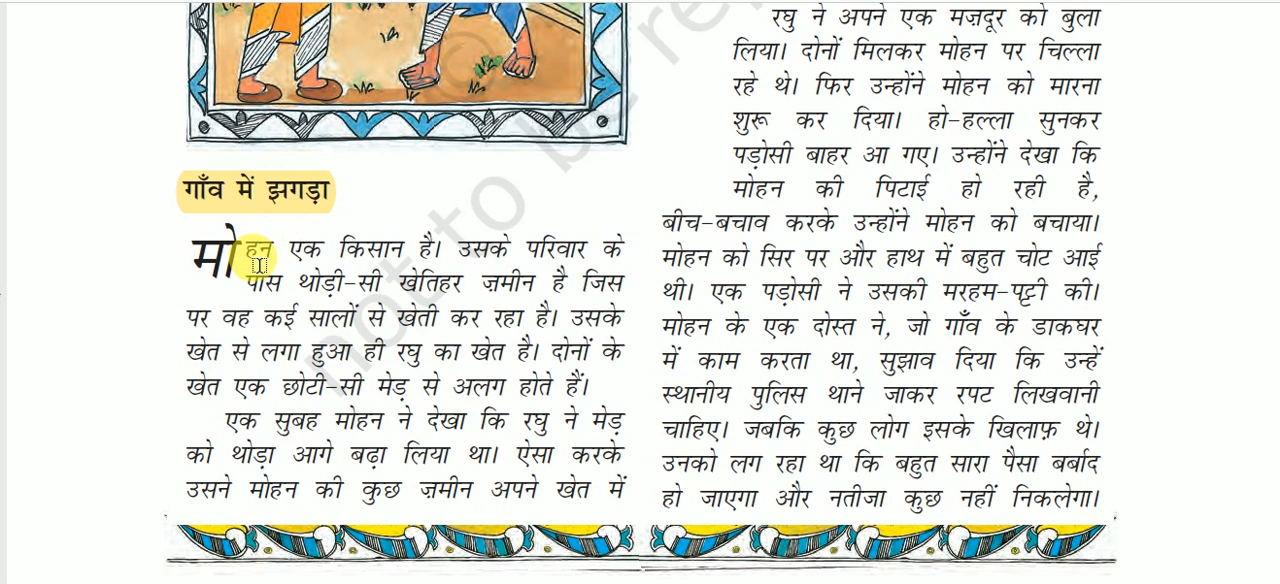 गाँव में झगड़ा
मोहन एक किसान है। उसके परिवार के
पास थोड़ी-सी खेतिहर ज़मीन है जिस
पर वह कई सालों से खेती कर रहा है। उसके
खेत से लगा हुआ ही रघु का खेत है। दोनों के
खेत एक छोटी-सी मेड़ से अलग होते हैं।
एक सुबह मोहन ने देखा कि रघु ने मेड़
को थोड़ा आगे बढ़ा लिया था। ऐसा करके
उसने मोहन की कुछ ज़मीन अपने खेत में
रघु ने अपने एक मज़दूर को बुला
लिया। दोनों मिलकर मोहन पर चिल्ला
रहे थे। फिर उन्होंने मोहन को मारना
शुरू कर दिया। हो-हल्ला सुनकर
पड़ोसी बाहर आ गए। उन्होंने देखा कि
मोहन की पिटाई हो रही है,
बीच-बचाव करके उन्होंने मोहन को बचाया।
मोहन को सिर पर और हाथ में बहुत चोट आई
थी। एक पड़ोसी ने उसकी मरहम-पट्टी की।
मोहन के एक दोस्त ने, जो गाँव के डाकघर
में काम करता था, सुझाव दिया कि उन्हें
स्थानीय पुलिस थाने जाकर रपट लिखवानी
चाहिए। जबकि कुछ लोग इसके खिलाफ़ थे।
उनको लग रहा था कि बहुत सारा पैसा बर्बाद
हो जाएगा और नतीजा कुछ नहीं निकलेगा।
not to be re